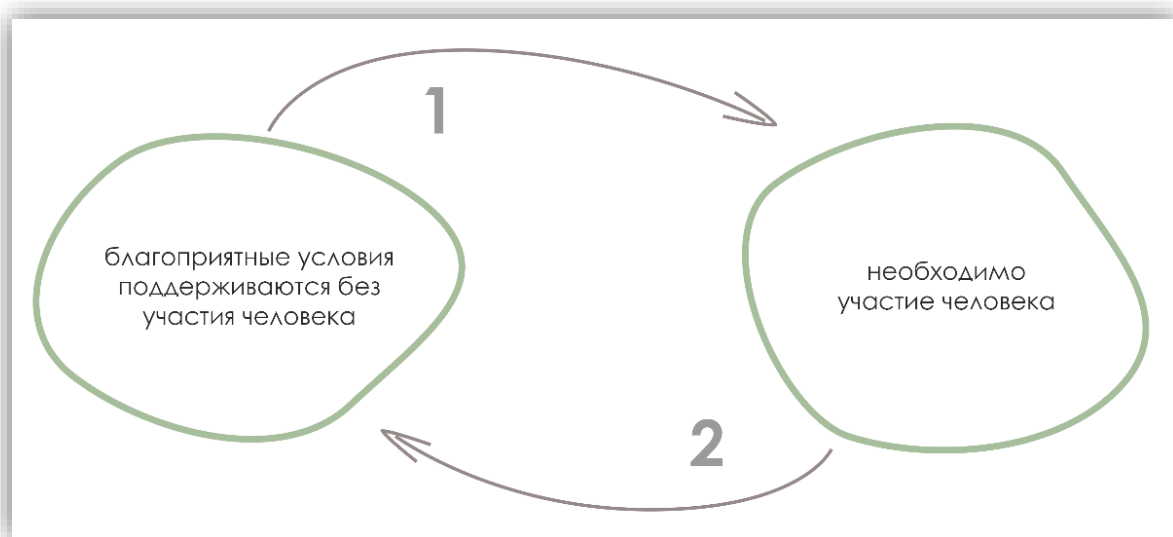 1
благоприятные условия
поддерживаются без
участия человека
необходимо
участие человека
2